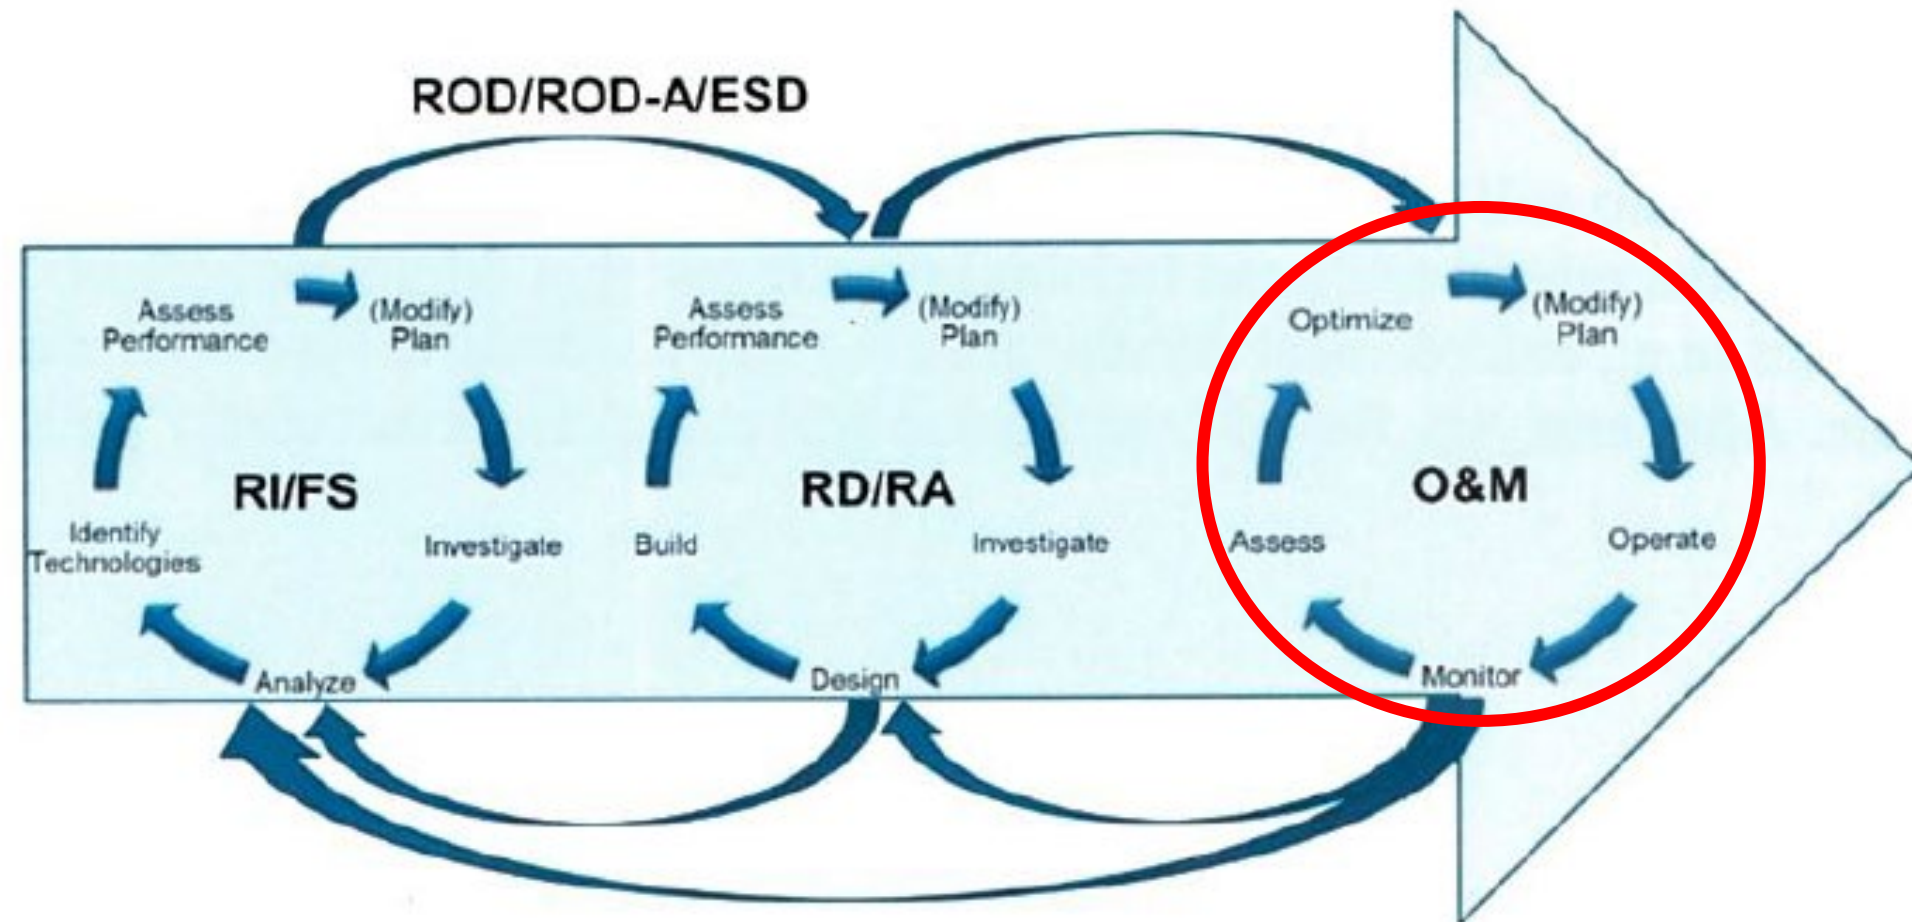 ROD/ROD-A/ESD
Assess
Performance
(Modify)
Plan
RI/FS
Identify
Technologies
Investigate
Analyze
Assess
Performance
(Modify)
Plan
RD/RA
Build
Investigate
Design
Optimize
(Modify)
Plan
O&M
Assess
Operate
Monitor